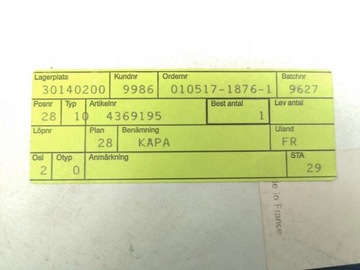 Lagerplats Kundnr Ordernr Batchnr
30140200 9986 010517-1876-1 9627
Posnr Typ Artikelnr Best antal Lev antal
28 10 4369195 1
Löpnr Plan Benämning Uland
28 KÅPA FR
Osl Otyp Anmärkning STA
2 0 29
in France